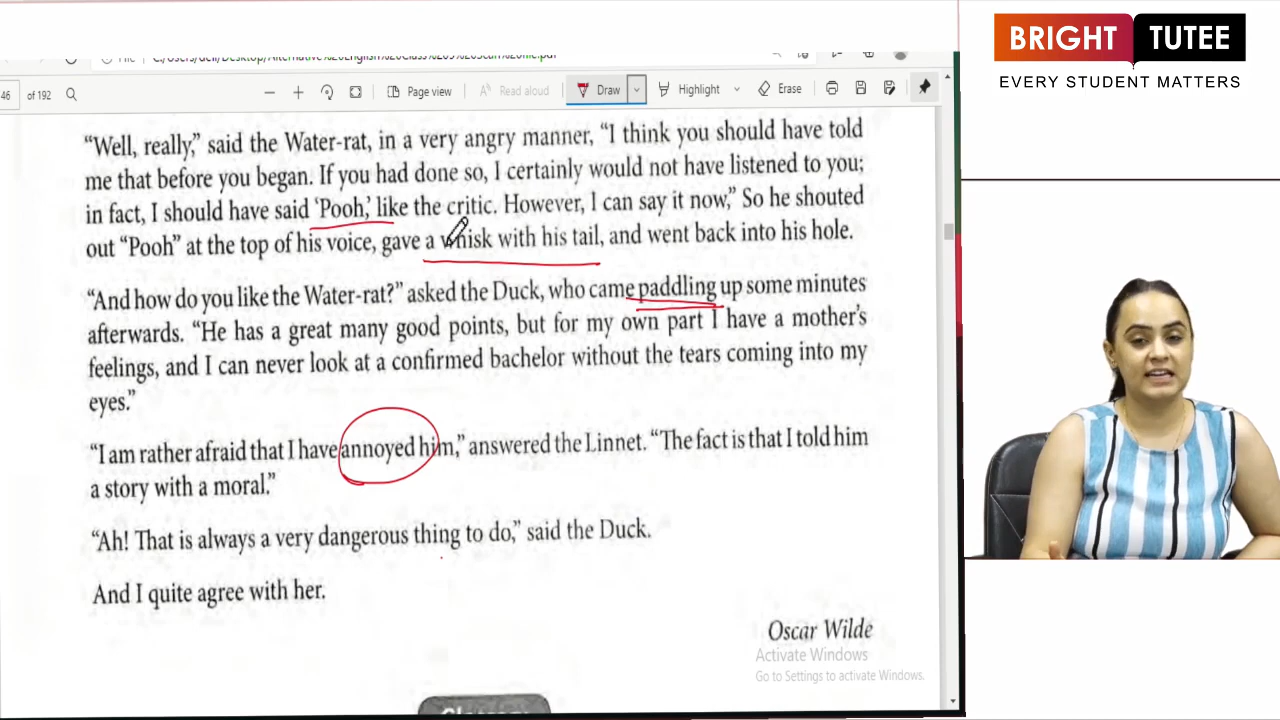 BRIGHT TUTEE
EVERY STUDENT MATTERS
46 of 192
Page view
Read aloud
Draw
Highlight
Erase
“Well, really,” said the Water-rat, in a very angry manner, “I think you should have told
me that before you began. If you had done so, I certainly would not have listened to you;
in fact, I should have said ‘Pooh,’ like the critic. However, I can say it now,” So he shouted
out “Pooh” at the top of his voice, gave a whisk with his tail, and went back into his hole.
“And how do you like the Water-rat?” asked the Duck, who came paddling up some minutes
afterwards. “He has a great many good points, but for my own part I have a mother’s
feelings, and I can never look at a confirmed bachelor without the tears coming into my
eyes.”
“I am rather afraid that I have annoyed him,” answered the Linnet. “The fact is that I told him
a story with a moral.”
“Ah! That is always a very dangerous thing to do,” said the Duck.
And I quite agree with her.
Oscar Wilde
Activate Windows
Go to Settings to activate Windows.